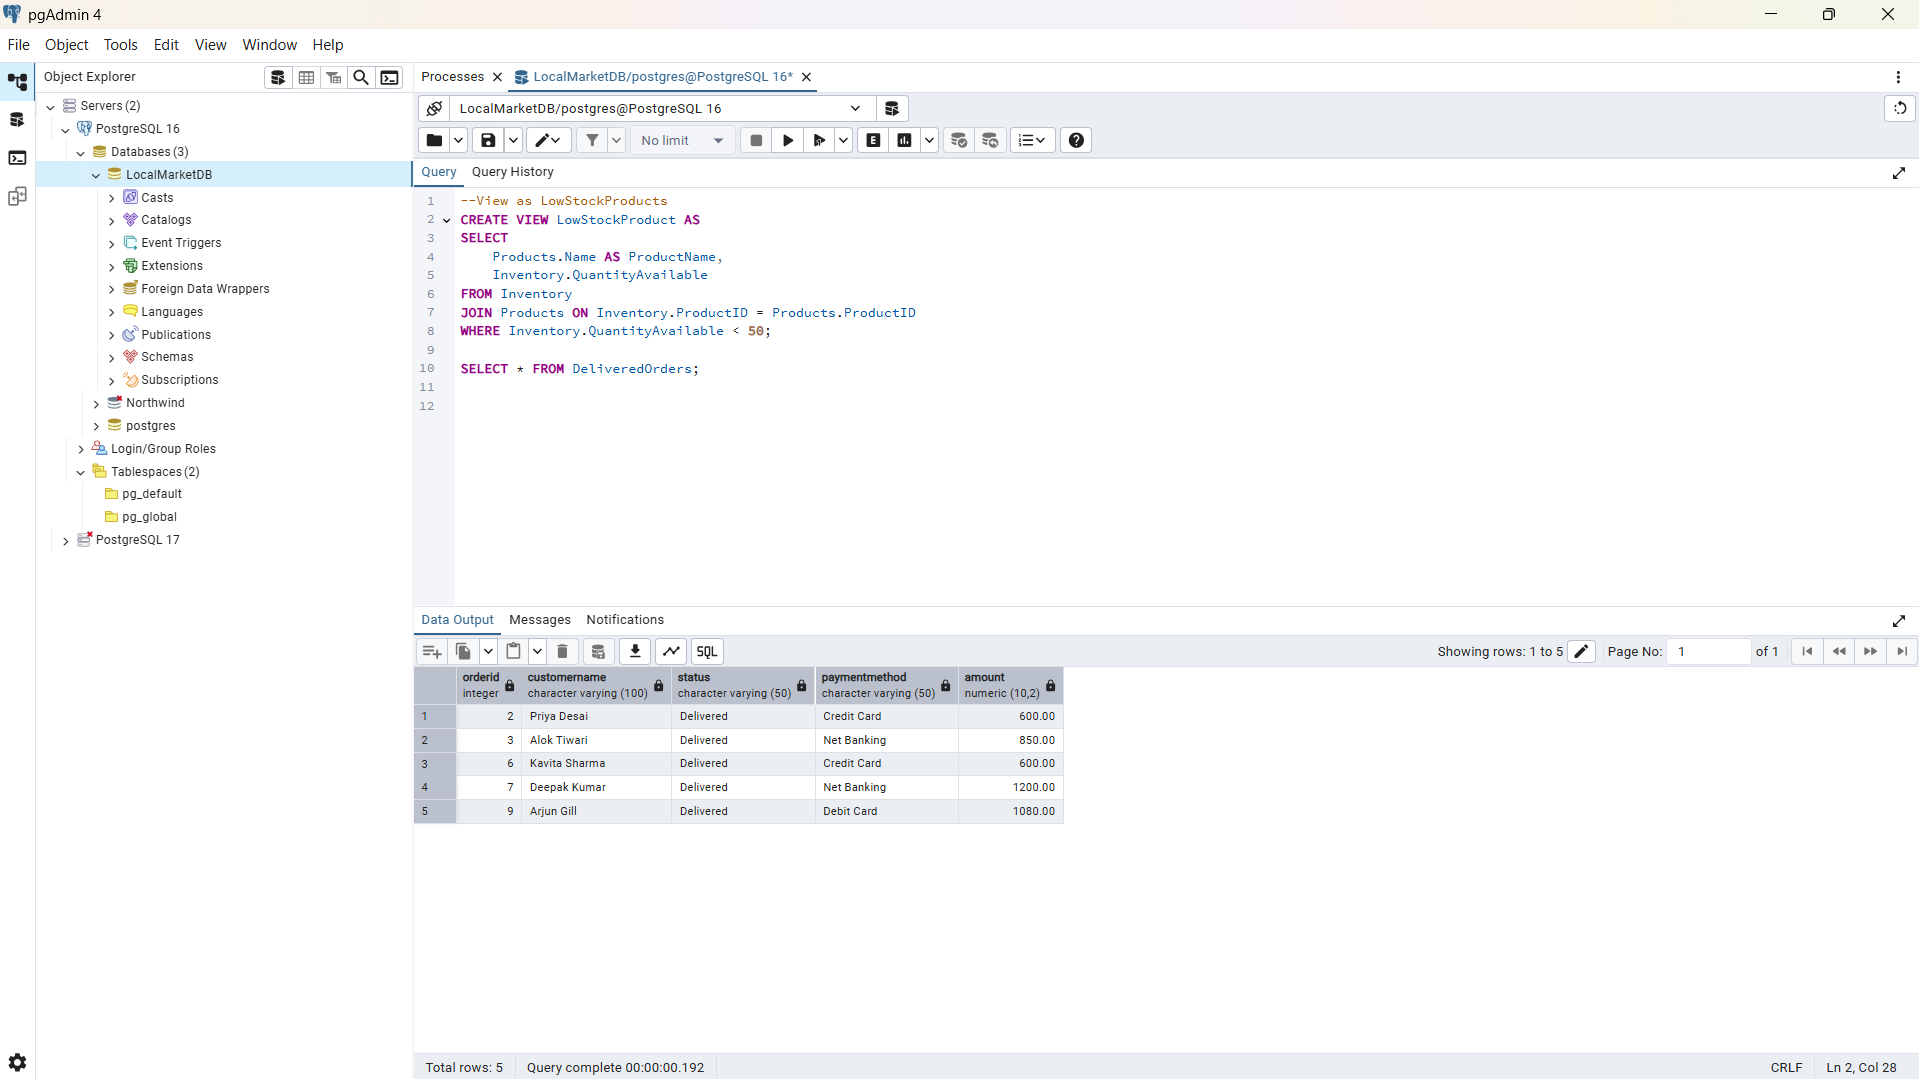 pgAdmin 4
File Object Tools Edit View Window Help
Object Explorer
Processes
LocalMarketDB/postgres@PostgreSQL 16*
Servers (2)
PostgreSQL 16
Databases (3)
LocalMarketDB
Casts
Catalogs
Event Triggers
Extensions
Foreign Data Wrappers
Languages
Publications
Schemas
Subscriptions
Northwind
postgres
Login/Group Roles
Tablespaces (2)
pg_default
pg_global
PostgreSQL 17
LocalMarketDB/postgres@PostgreSQL 16
No limit
E
Query Query History
1 --View as LowStockProducts
2 CREATE VIEW LowStockProduct AS
3 SELECT
4 Products.Name AS ProductName,
5 Inventory.QuantityAvailable
6 FROM Inventory
7 JOIN Products ON Inventory.ProductID = Products.ProductID
8 WHERE Inventory.QuantityAvailable < 50;
9
10 SELECT * FROM DeliveredOrders;
11
12
Data Output Messages Notifications
SQL
Showing rows: 1 to 5 Page No: 1 of 1
orderid customername status paymentmethod amount
integer character varying (100) character varying (50) character varying (50) numeric (10,2)
1 2 Priya Desai Delivered Credit Card 600.00
2 3 Alok Tiwari Delivered Net Banking 850.00
3 6 Kavita Sharma Delivered Credit Card 600.00
4 7 Deepak Kumar Delivered Net Banking 1200.00
5 9 Arjun Gill Delivered Debit Card 1080.00
Total rows: 5 Query complete 00:00:00.192 CRLF Ln 2, Col 28